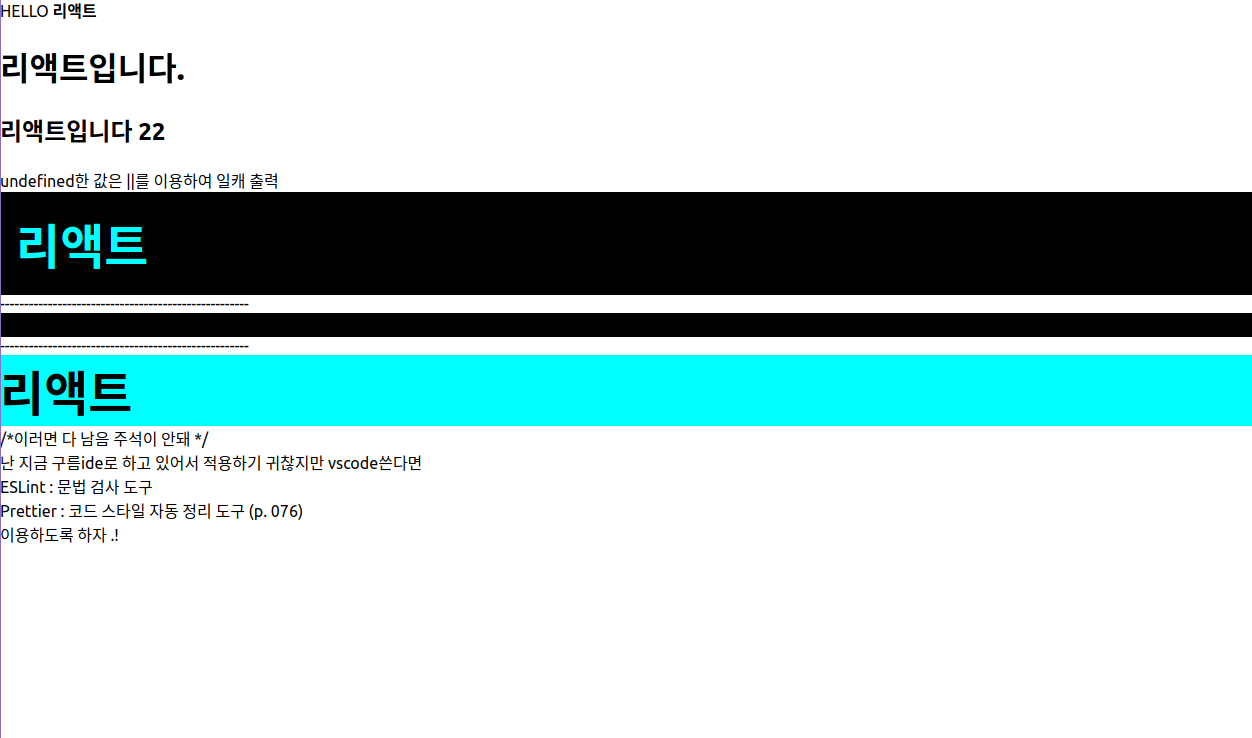 HELLO 리액트
리액트입니다.
리액트입니다 22
undefined한 값은 ||를 이용하여 일캐 출력
리액트
----------------------------------------------------
----------------------------------------------------
리액트
/*이러면 다 남음 주석이 안돼 */
난 지금 구름ide로 하고 있어서 적용하기 귀찮지만 vscode쓴다면
ESLint : 문법 검사 도구
Prettier : 코드 스타일 자동 정리 도구 (p. 076)
이용하도록 하자 .!